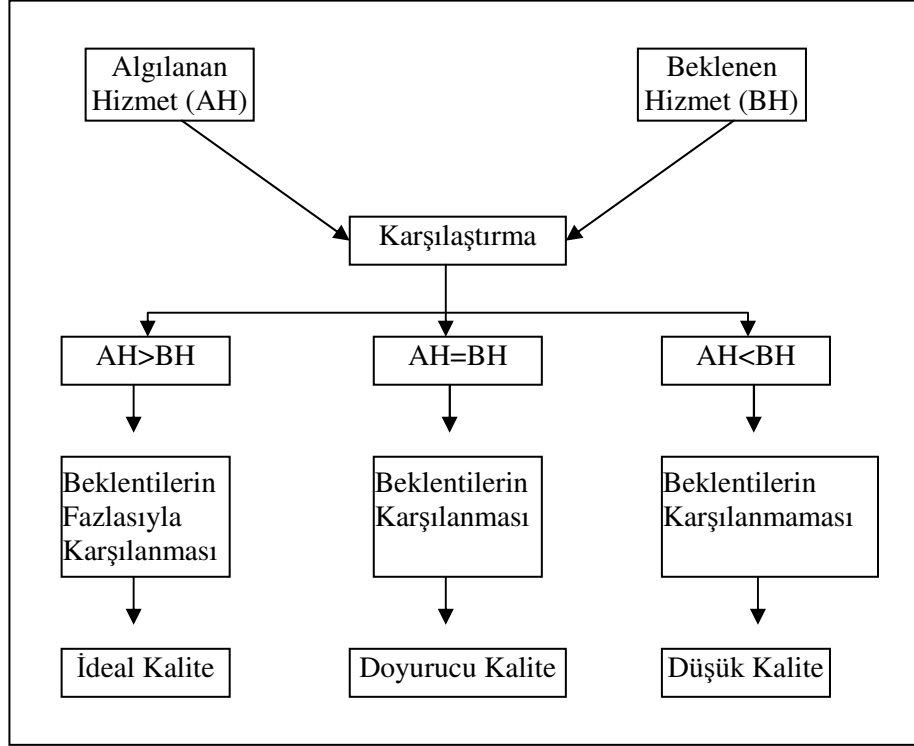 Algılanan
Hizmet (AH)
Beklenen
Hizmet (BH)
Karşılaştırma
AH>BH
AH=BH
AH<BH
Beklentilerin
Fazlasıyla
Karşılanması
Beklentilerin
Karşılanması
Beklentilerin
Karşılanmaması
İdeal Kalite
Doyurucu Kalite
Düşük Kalite